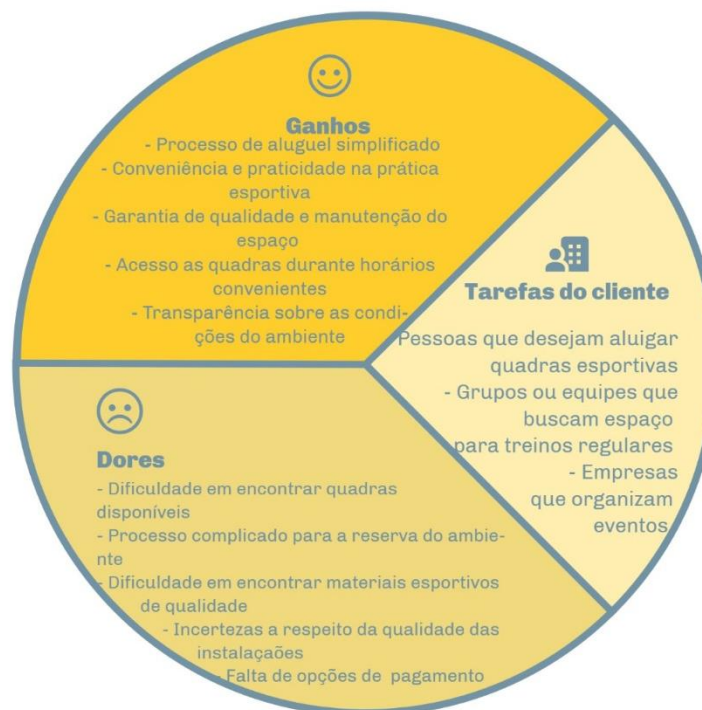 Ganhos
- Processo de aluguel simplificado
- Conveniência e praticidade na prática
esportiva
- Garantia de qualidade e manutenção do
espaço
- Acesso as quadras durante horários
convenientes
- Transparência sobre as condi-
ções do ambiente
Tarefas do cliente
Pessoas que desejam aluigar
quadras esportivas
- Grupos ou equipes que
buscam espaço
para treinos regulares
- Empresas
que organizam
eventos
Dores
- Dificuldade em encontrar quadras
disponíveis
- Processo complicado para a reserva do ambie-
nte
- Dificuldade em encontrar materiais esportivos
de qualidade
- Incertezas a respeito da qualidade das
instalaçaões
- Falta de opções de pagamento